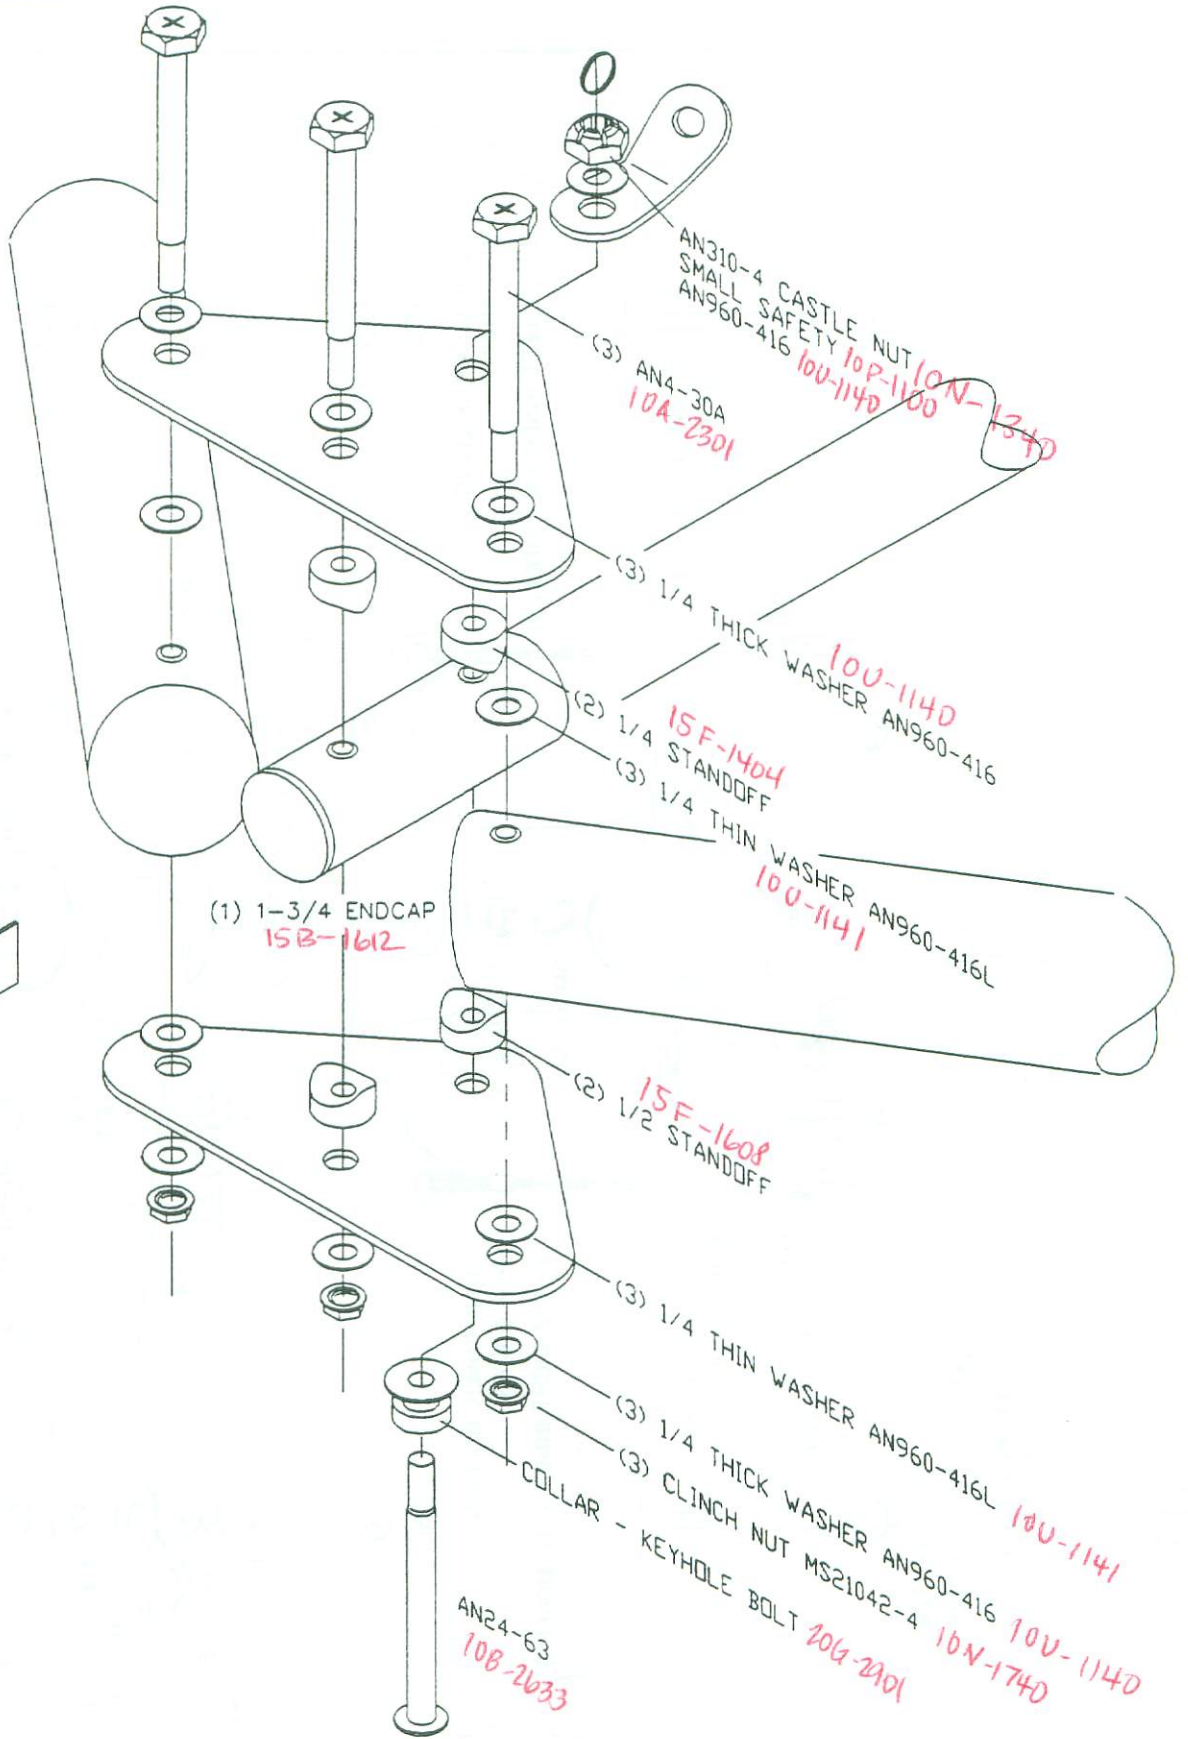 AN310-4 CASTLE NUT 10N-1340
SMALL SAFETY 10P-1100
AN960-416 10U-1140
(3) AN4-30A
10A-2301
10U-1140
(3) 1/4 THICK WASHER AN960-416
15F-1404
(2) 1/4 STANDOFF
(3) 1/4 THIN WASHER AN960-416L
10U-1141
(1) 1-3/4 ENDCAP
15B-1612
15F-1608
(2) 1/2 STANDOFF
(3) 1/4 THIN WASHER AN960-416L 10U-1141
(3) 1/4 THICK WASHER AN960-416 10U-1140
(3) CLINCH NUT MS21042-4 10N-1740
COLLAR - KEYHOLE BOLT 20G-2901
AN24-63
10B-2633